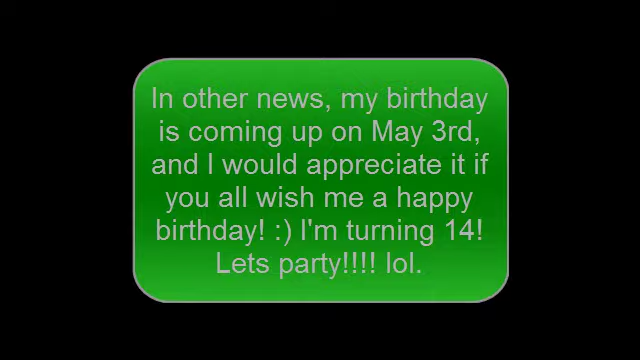 In other news, my birthday
is coming up on May 3rd,
and I would appreciate it if
you all wish me a happy
birthday! :) I'm turning 14!
Lets party!!!! lol.